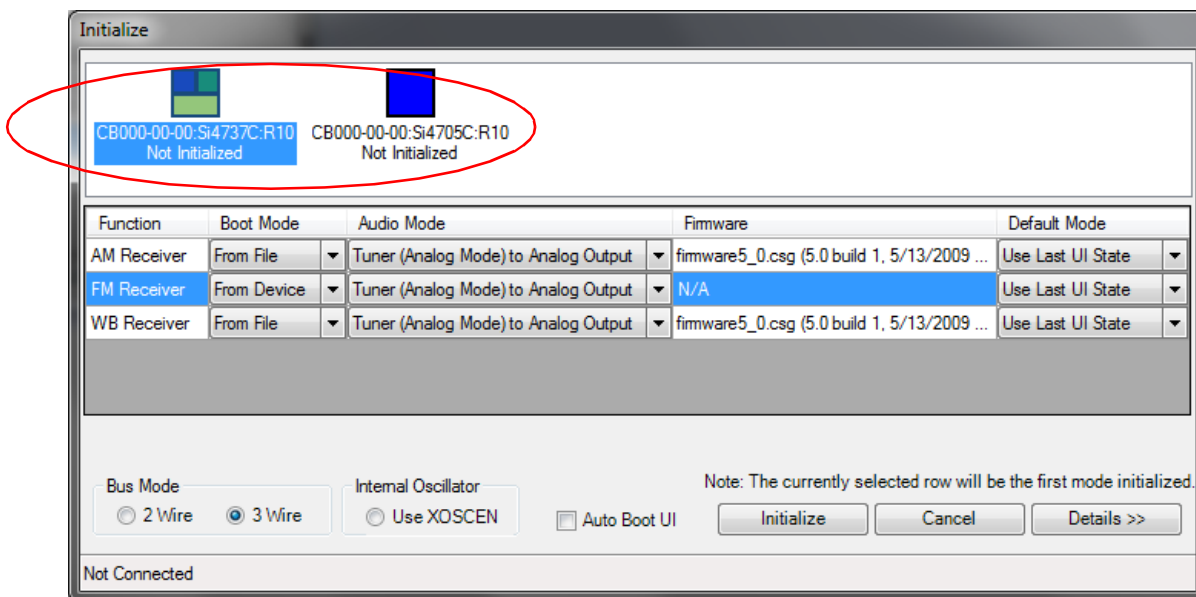 Initialize
CB000-00-00:Si4737C:R10 CB000-00-00:Si4705C:R10
Not Initialized Not Initialized
Function Boot Mode Audio Mode Firmware Default Mode
AM Receiver From File Tuner (Analog Mode) to Analog Output firmware5_0.csg (5.0 build 1, 5/13/2009 ... Use Last UI State
FM Receiver From Device Tuner (Analog Mode) to Analog Output N/A Use Last UI State
WB Receiver From File Tuner (Analog Mode) to Analog Output firmware5_0.csg (5.0 build 1, 5/13/2009 ... Use Last UI State
Note: The currently selected row will be the first mode initialized.
Bus Mode Internal Oscillator
2 Wire 3 Wire Use XOSCEN Auto Boot UI Initialize Cancel Details >>
Not Connected